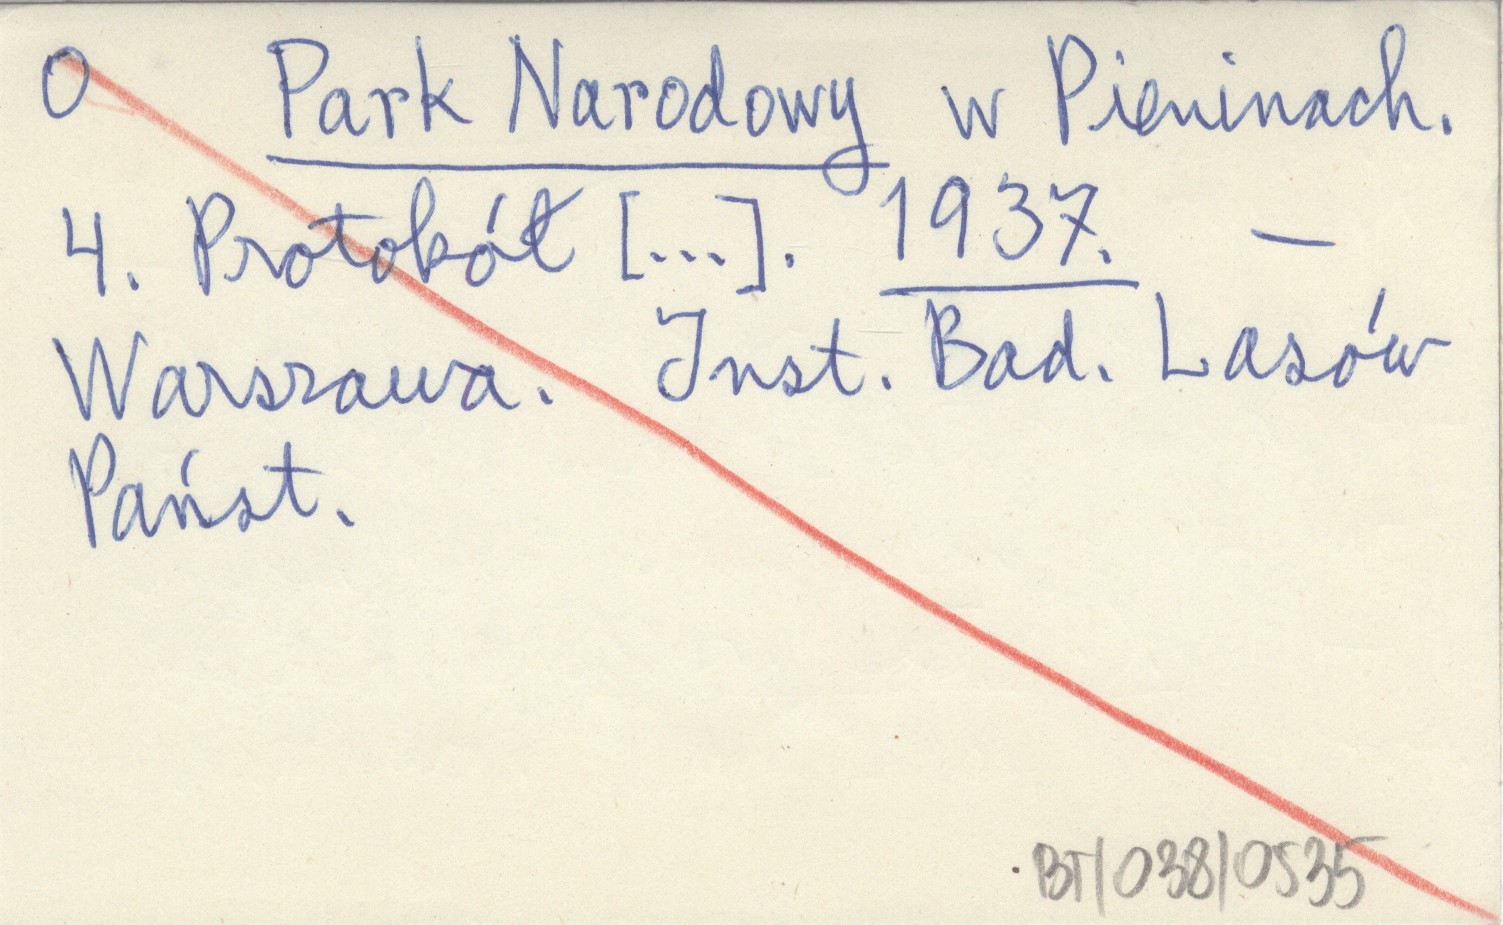 O Park Narodowy w Pieninach.
4. Protokół [...]. 1937. —
Warszawa. Inst. Bad. Lasów
Państ.
BT/038/0535